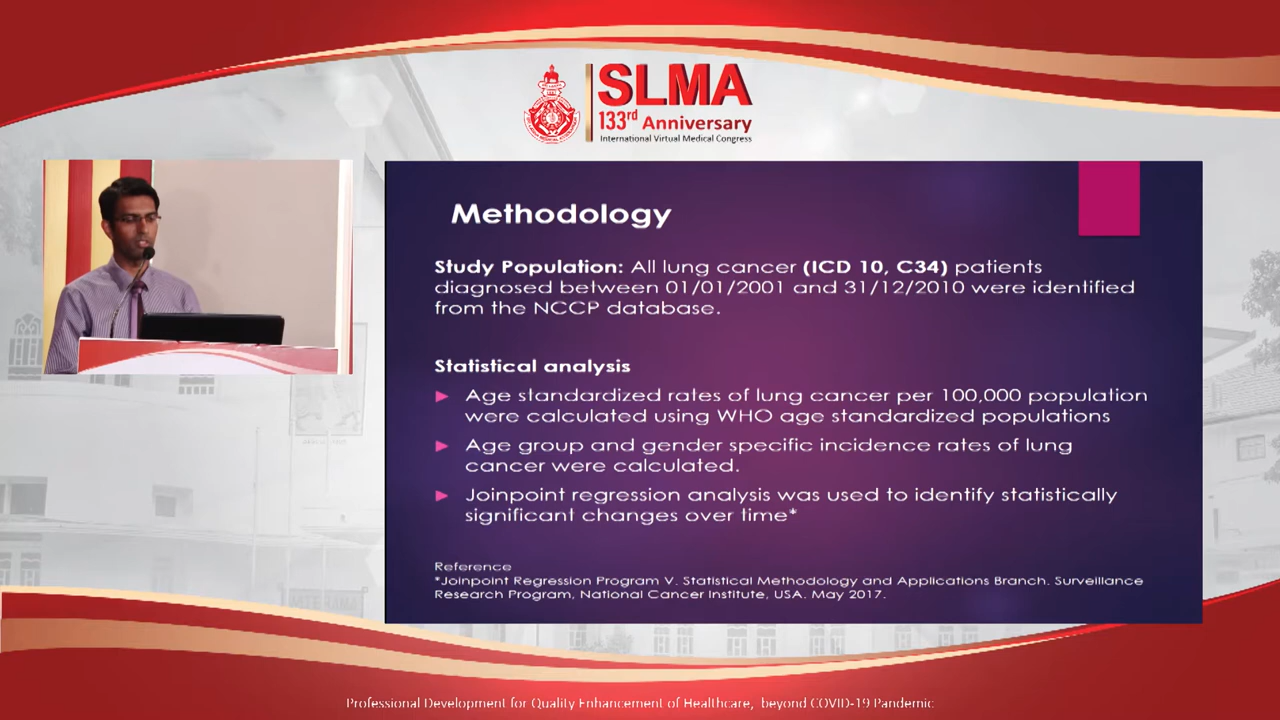 SLMA
133rd Anniversary
International Virtual Medical Congress
Methodology
Study Population: All lung cancer (ICD 10, C34) patients
diagnosed between 01/01/2001 and 31/12/2010 were identified
from the NCCP database.
Statistical analysis
Age standardized rates of lung cancer per 100,000 population
were calculated using WHO age standardized populations
Age group and gender specific incidence rates of lung
cancer were calculated.
Joinpoint regression analysis was used to identify statistically
significant changes over time*
Reference
*Joinpoint Regression Program V. Statistical Methodology and Applications Branch. Surveillance
Research Program, National Cancer Institute, USA. May 2017.
Professional Development for Quality Enhancement of Healthcare, beyond COVID-19 Pandemic